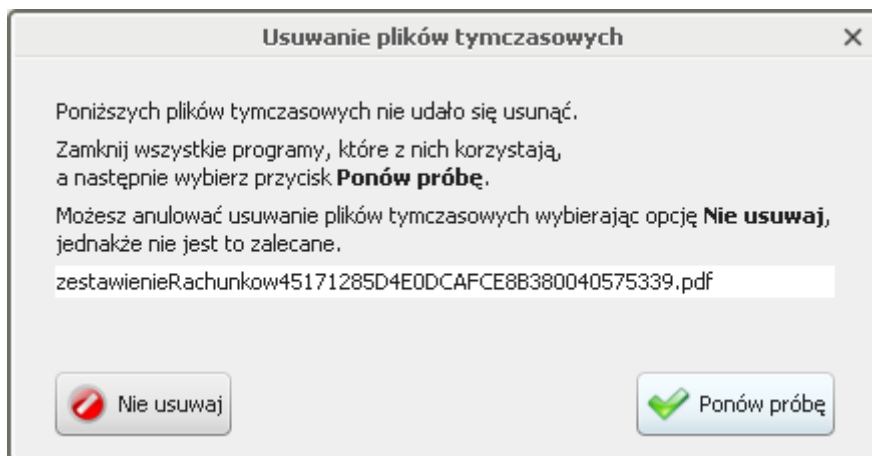 Usuwanie plików tymczasowych
Poniższych plików tymczasowych nie udało się usunąć.
Zamknij wszystkie programy, które z nich korzystają,
a następnie wybierz przycisk Ponów próbę.
Możesz anulować usuwanie plików tymczasowych wybierając opcję Nie usuwaj,
jednakże nie jest to zalecane.
zestawienieRachunkow45171285D4E0DCAFCE8B380040575339.pdf
Nie usuwaj
Ponów próbę